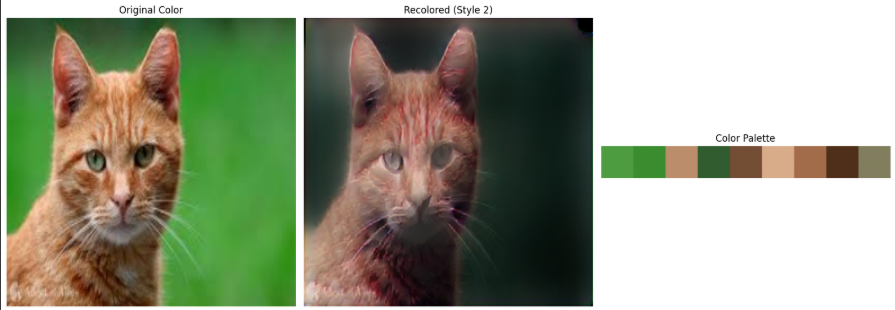 Original Color
Recolored (Style 2)
Color Palette